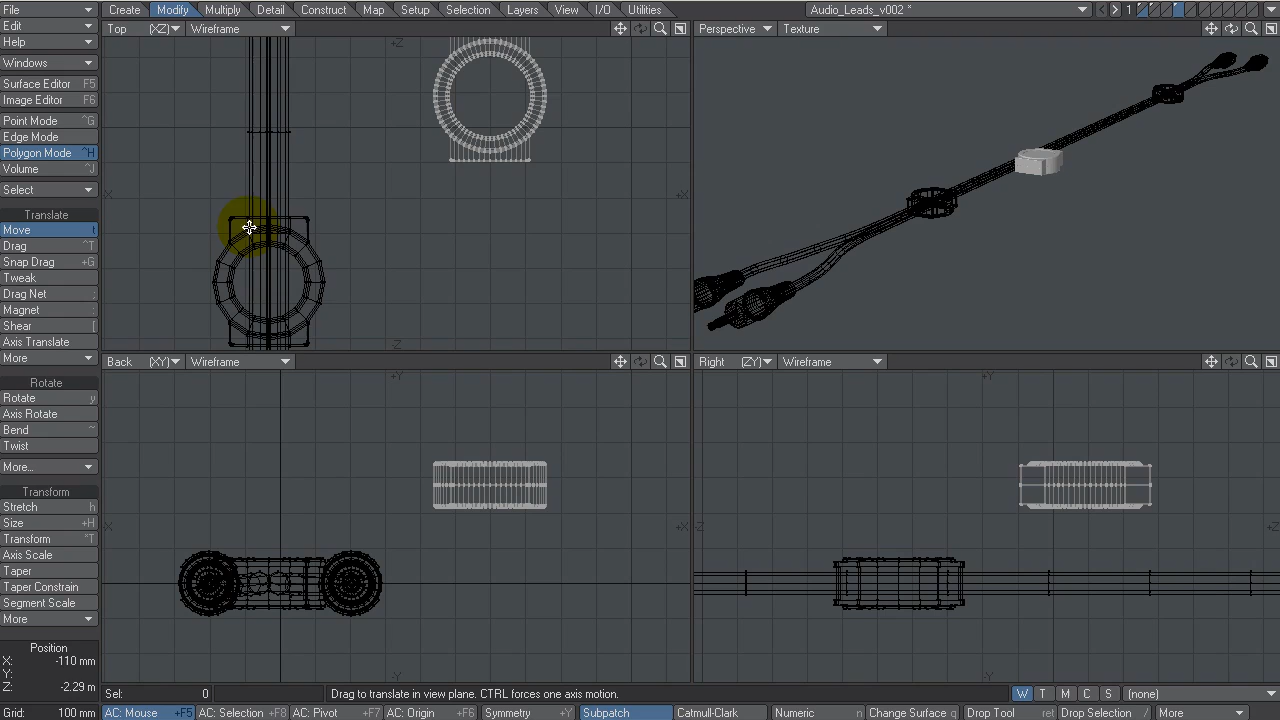 File Create Modify Multiply Detail Construct Map Setup Selection Layers View I/O Utilities Audio_Leads_v002 * 1
Edit
Help
Windows
Surface Editor F5
Image Editor F6
Point Mode ^G
Edge Mode
Polygon Mode ^H
Volume ^J
Select
Translate
Move t
Drag ^T
Snap Drag +G
Tweak
Drag Net ;
Magnet :
Shear [
Axis Translate
More
Rotate
Rotate y
Axis Rotate
Bend ~
Twist
More...
Transform
Stretch h
Size +H
Transform ^T
Axis Scale
Taper
Taper Constrain
Segment Scale
More
Position
X: -110 mm
Y:
Z: -2.29 m
Grid: 100 mm
Top (XZ) Wireframe
+Z
-X
+X
-Z
Perspective Texture
Back (XY) Wireframe
+Y
-X
+X
-Y
Right (ZY) Wireframe
+Y
-Z
+Z
-Y
Sel: 0 Drag to translate in view plane. CTRL forces one axis motion. W T M C S (none)
AC: Mouse +F5 AC: Selection +F8 AC: Pivot +F7 AC: Origin +F6 Symmetry +Y Subpatch Catmull-Clark Numeric n Change Surface q Drop Tool ret Drop Selection / More